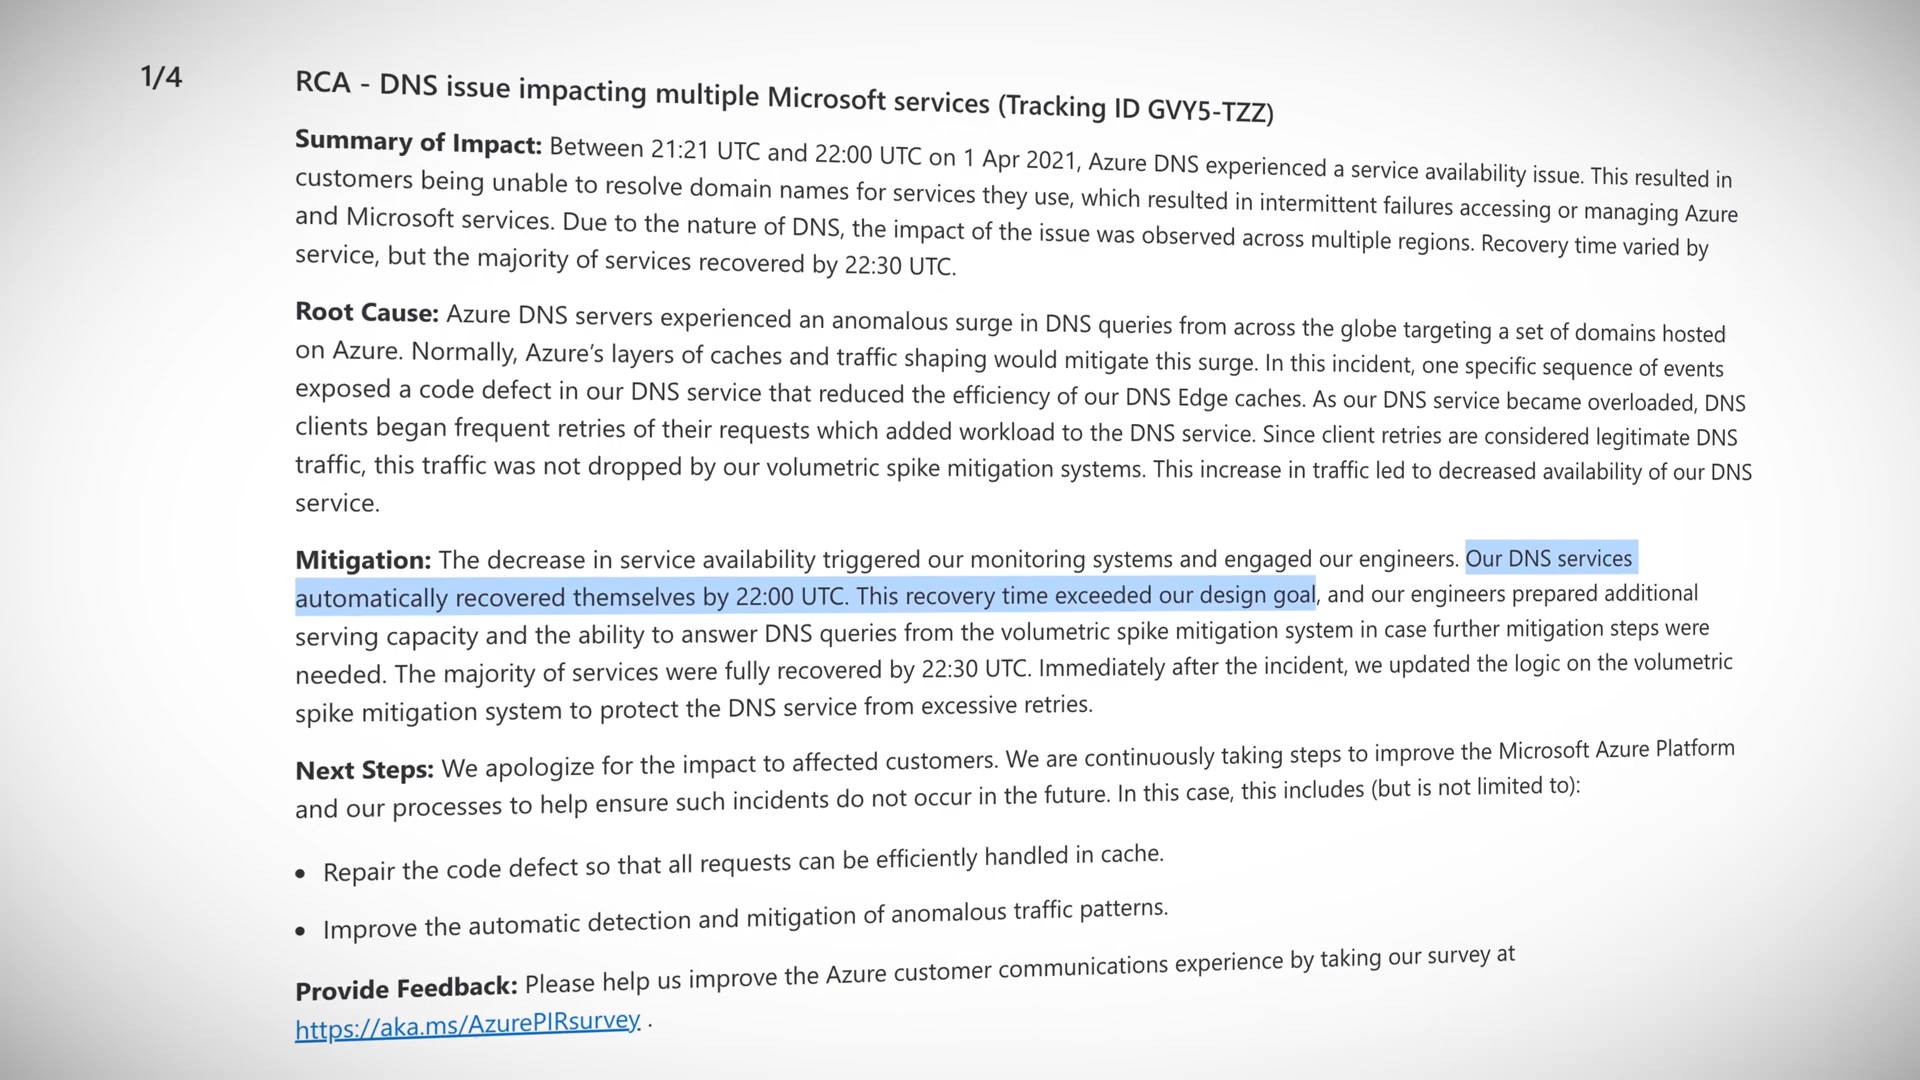 1/4
RCA - DNS issue impacting multiple Microsoft services (Tracking ID GVY5-TZZ)
Summary of Impact: Between 21:21 UTC and 22:00 UTC on 1 Apr 2021, Azure DNS experienced a service availability issue. This resulted in
customers being unable to resolve domain names for services they use, which resulted in intermittent failures accessing or managing Azure
and Microsoft services. Due to the nature of DNS, the impact of the issue was observed across multiple regions. Recovery time varied by
service, but the majority of services recovered by 22:30 UTC.
Root Cause: Azure DNS servers experienced an anomalous surge in DNS queries from across the globe targeting a set of domains hosted
on Azure. Normally, Azure’s layers of caches and traffic shaping would mitigate this surge. In this incident, one specific sequence of events
exposed a code defect in our DNS service that reduced the efficiency of our DNS Edge caches. As our DNS service became overloaded, DNS
clients began frequent retries of their requests which added workload to the DNS service. Since client retries are considered legitimate DNS
traffic, this traffic was not dropped by our volumetric spike mitigation systems. This increase in traffic led to decreased availability of our DNS
service.
Mitigation: The decrease in service availability triggered our monitoring systems and engaged our engineers. Our DNS services
automatically recovered themselves by 22:00 UTC. This recovery time exceeded our design goal, and our engineers prepared additional
serving capacity and the ability to answer DNS queries from the volumetric spike mitigation system in case further mitigation steps were
needed. The majority of services were fully recovered by 22:30 UTC. Immediately after the incident, we updated the logic on the volumetric
spike mitigation system to protect the DNS service from excessive retries.
Next Steps: We apologize for the impact to affected customers. We are continuously taking steps to improve the Microsoft Azure Platform
and our processes to help ensure such incidents do not occur in the future. In this case, this includes (but is not limited to):
• Repair the code defect so that all requests can be efficiently handled in cache.
• Improve the automatic detection and mitigation of anomalous traffic patterns.
Provide Feedback: Please help us improve the Azure customer communications experience by taking our survey at
https://aka.ms/AzurePIRsurvey .